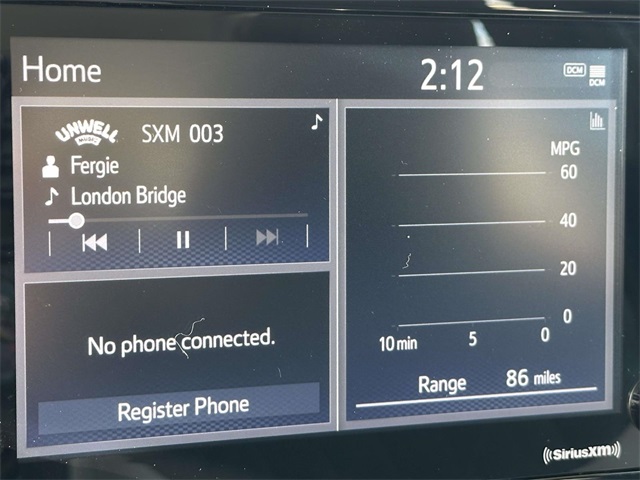 Home 2:12 DCM DCM
UNWELL MUSIC SXM 003
Fergie
London Bridge
No phone connected.
Register Phone
MPG
60
40
20
0
10 min 5 0
Range 86 miles
((SiriusXM))